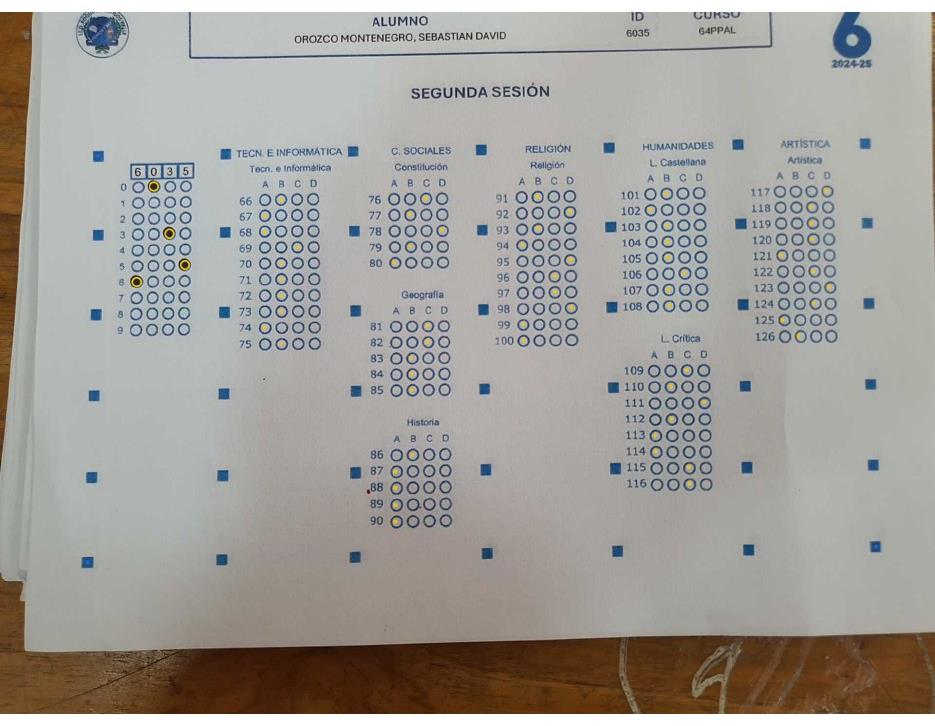 ALUMNO
OROZCO MONTENEGRO, SEBASTIAN DAVID
ID
6035
CURSO
64PPAL
6
2024-25
SEGUNDA SESIÓN
6 0 3 5
0
1
2
3
4
5
6
7
8
9
TECN. E INFORMÁTICA
Tecn. e Informática
A B C D
66
67
68
69
70
71
72
73
74
75
C. SOCIALES
Constitución
A B C D
76
77
78
79
80
Geografía
81
82
83
84
85
Historia
A B C D
86
87
88
89
90
RELIGIÓN
Religión
A B C D
91
92
93
94
95
96
97
98
99
100
HUMANIDADES
L. Castellana
A B C D
101
102
103
104
105
106
107
108
L. Crítica
A B C D
109
110
111
112
113
114
115
116
ARTÍSTICA
Artística
A B C D
117
118
119
120
121
122
123
124
125
126